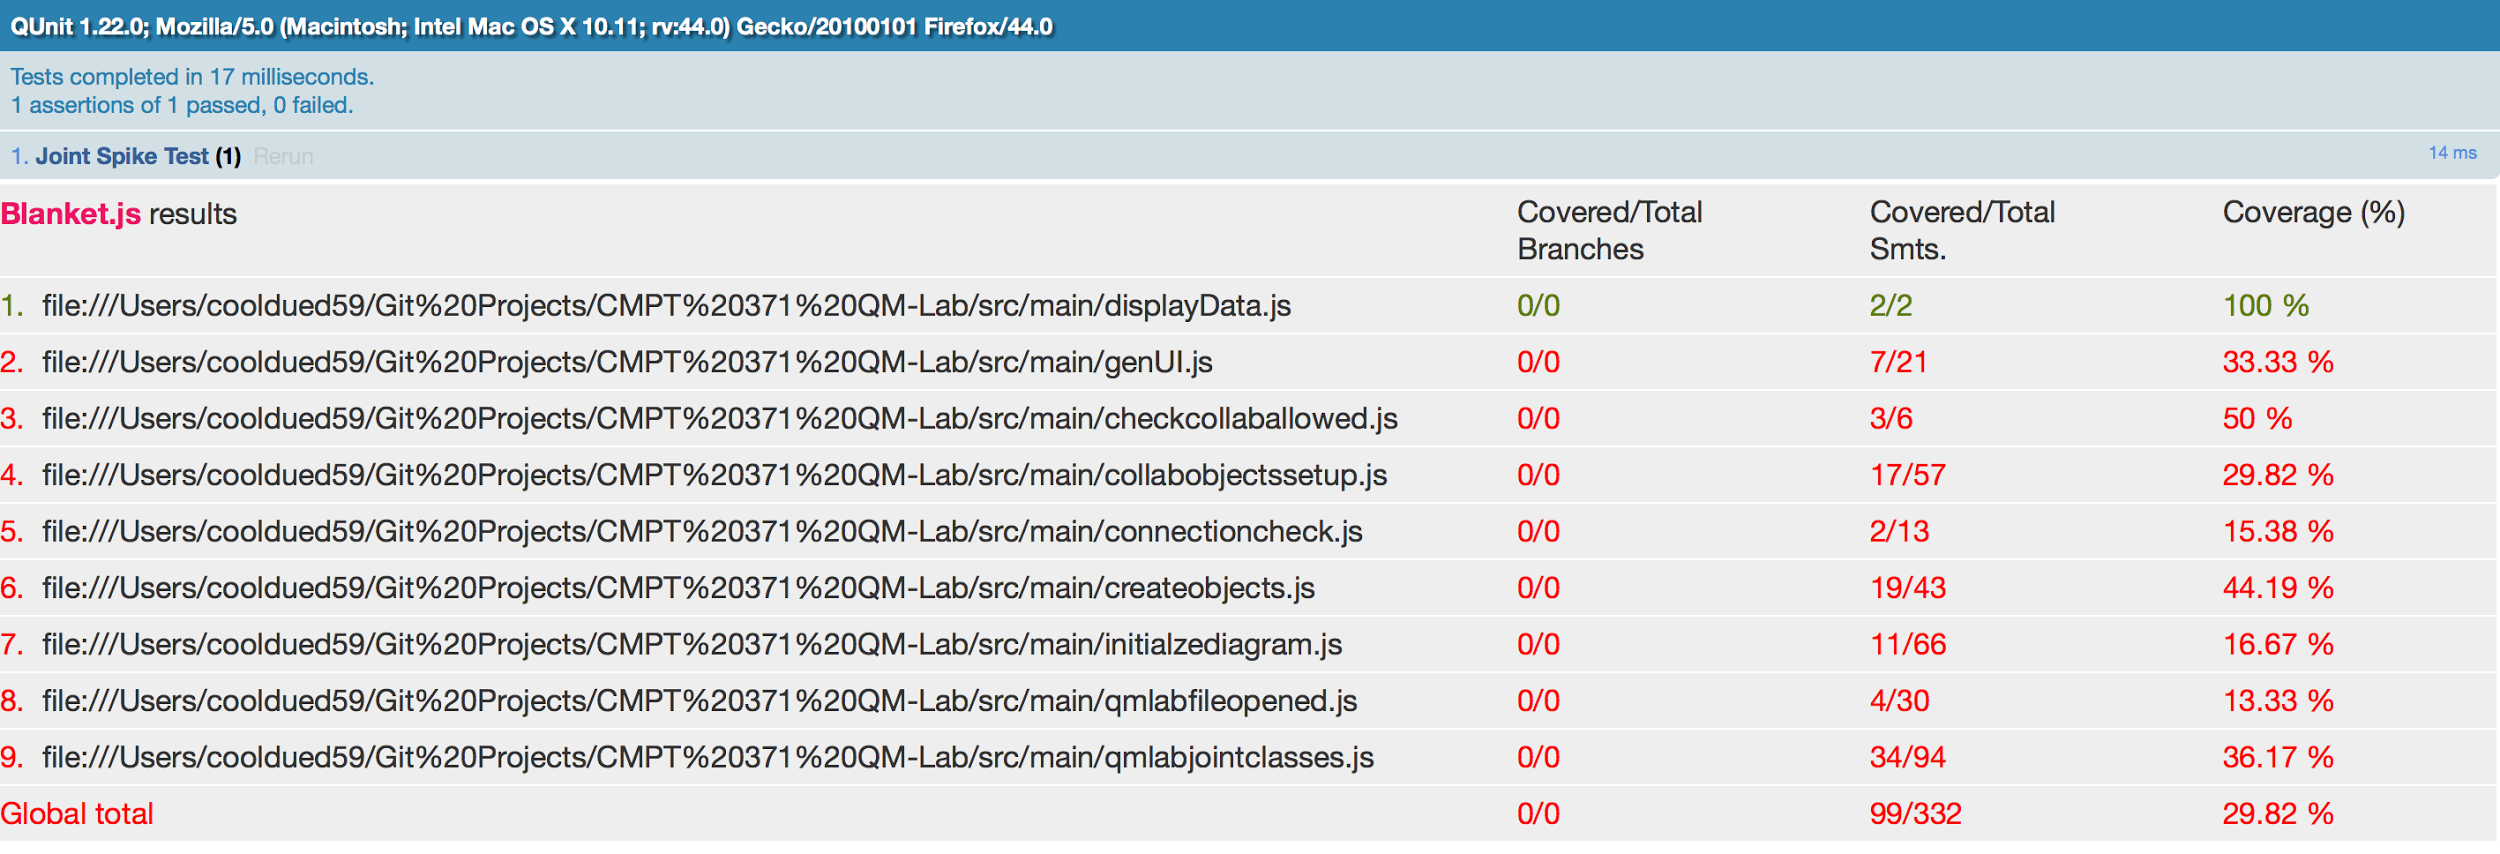 QUnit 1.22.0; Mozilla/5.0 (Macintosh; Intel Mac OS X 10.11; rv:44.0) Gecko/20100101 Firefox/44.0
Tests completed in 17 milliseconds.
1 assertions of 1 passed, 0 failed.
1. Joint Spike Test (1) Rerun 14 ms
Blanket.js results Covered/Total Branches Covered/Total Smts. Coverage (%)
1. file:///Users/cooldued59/Git%20Projects/CMPT%20371%20QM-Lab/src/main/displayData.js 0/0 2/2 100 %
2. file:///Users/cooldued59/Git%20Projects/CMPT%20371%20QM-Lab/src/main/genUI.js 0/0 7/21 33.33 %
3. file:///Users/cooldued59/Git%20Projects/CMPT%20371%20QM-Lab/src/main/checkcollaballowed.js 0/0 3/6 50 %
4. file:///Users/cooldued59/Git%20Projects/CMPT%20371%20QM-Lab/src/main/collabobjectssetup.js 0/0 17/57 29.82 %
5. file:///Users/cooldued59/Git%20Projects/CMPT%20371%20QM-Lab/src/main/connectioncheck.js 0/0 2/13 15.38 %
6. file:///Users/cooldued59/Git%20Projects/CMPT%20371%20QM-Lab/src/main/createobjects.js 0/0 19/43 44.19 %
7. file:///Users/cooldued59/Git%20Projects/CMPT%20371%20QM-Lab/src/main/initialzediagram.js 0/0 11/66 16.67 %
8. file:///Users/cooldued59/Git%20Projects/CMPT%20371%20QM-Lab/src/main/qmlabfileopened.js 0/0 4/30 13.33 %
9. file:///Users/cooldued59/Git%20Projects/CMPT%20371%20QM-Lab/src/main/qmlabjointclasses.js 0/0 34/94 36.17 %
Global total 0/0 99/332 29.82 %